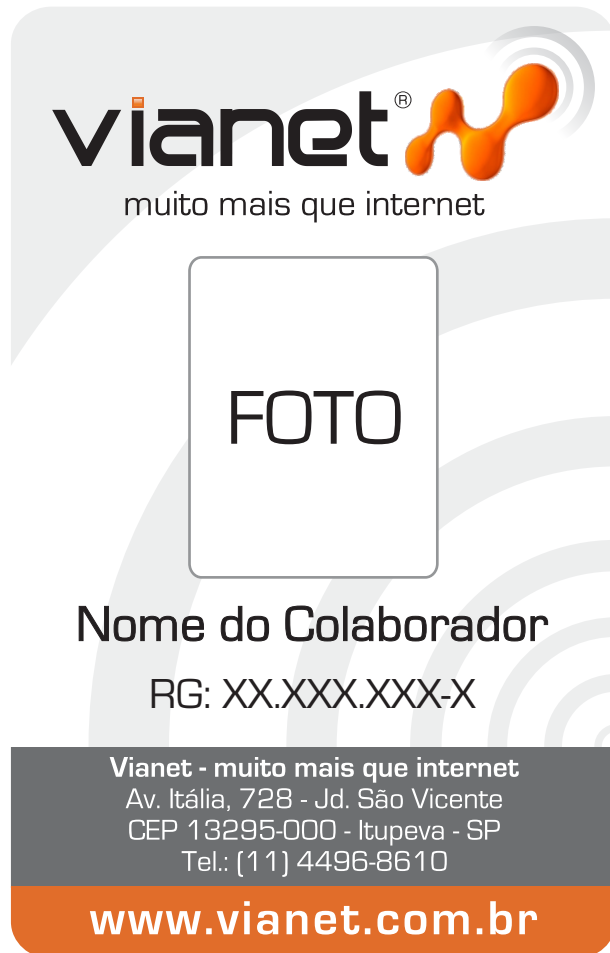 vianet®
muito mais que internet
FOTO
Nome do Colaborador
RG: XX.XXX.XXX-X
Vianet - muito mais que internet
Av. Itália, 728 - Jd. São Vicente
CEP 13295-000 - Itupeva - SP
Tel.: (11) 4496-8610
www.vianet.com.br